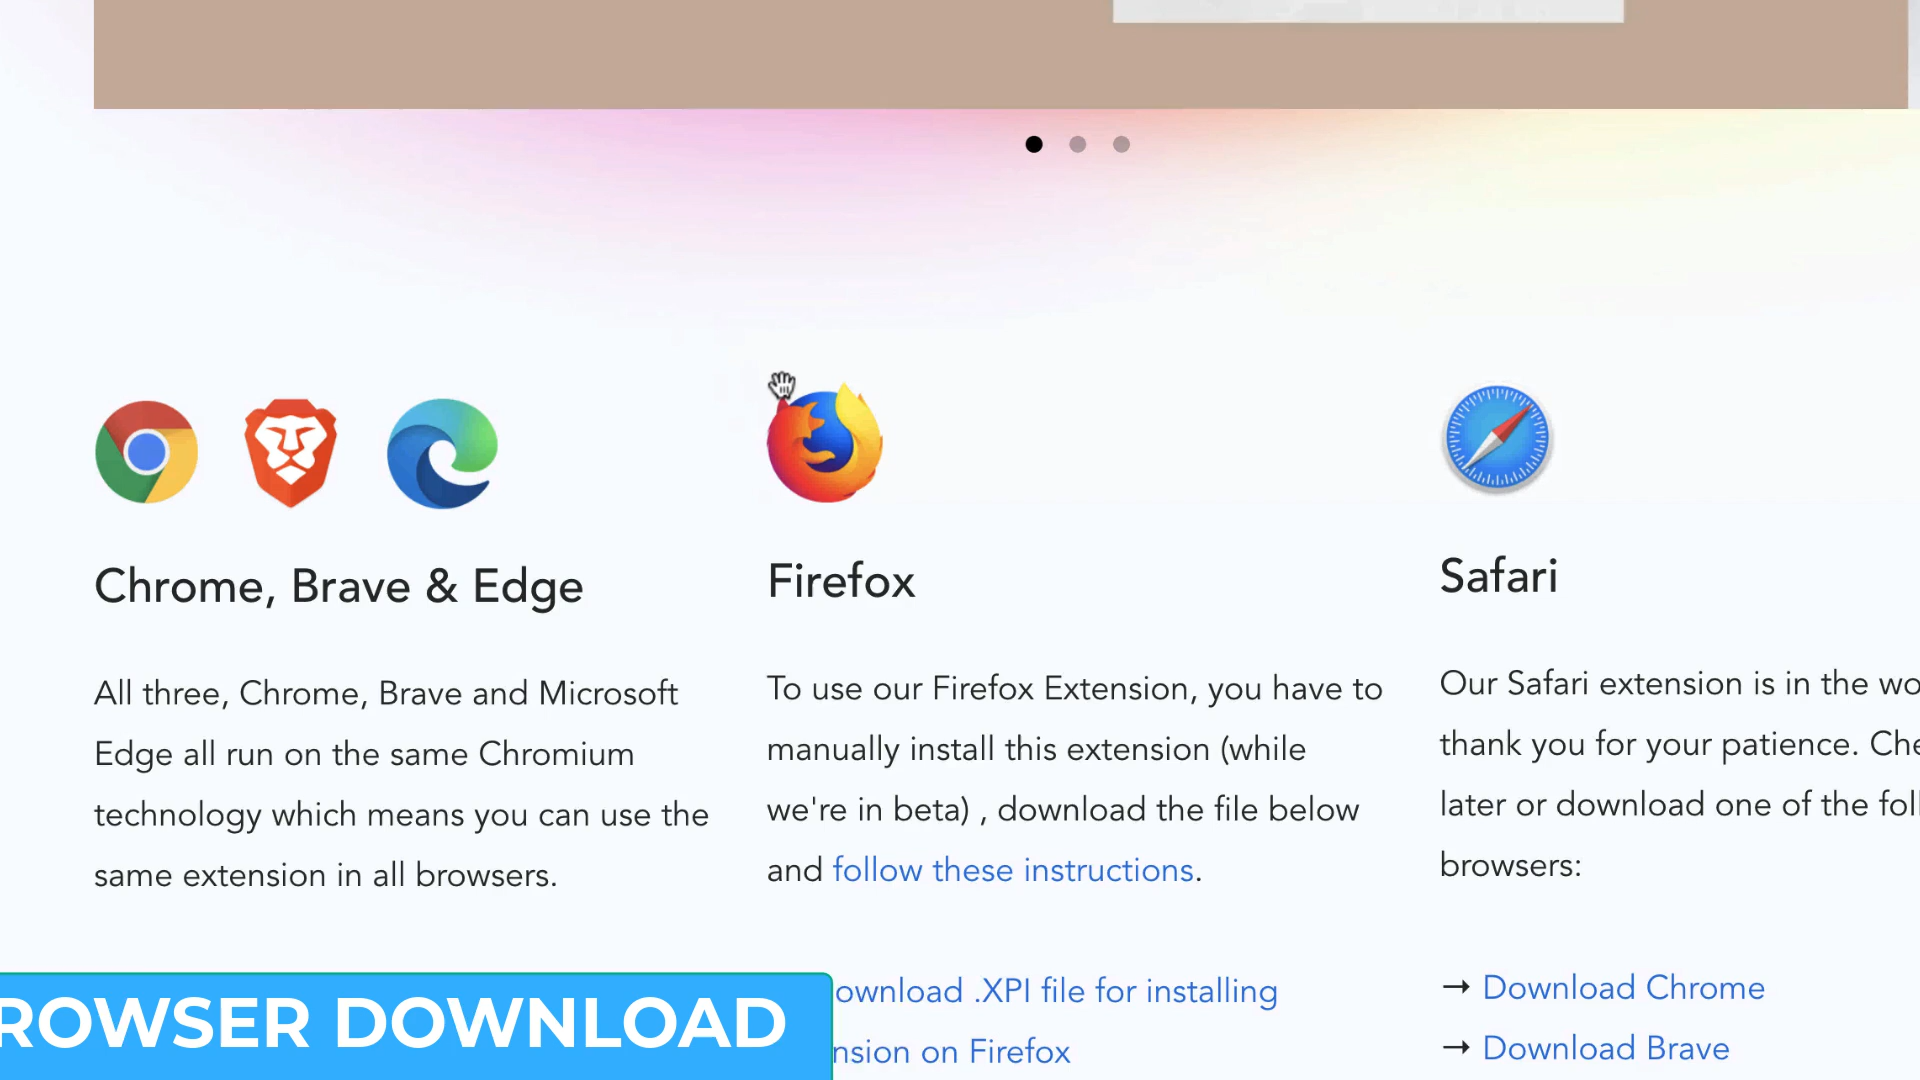 Chrome, Brave & Edge
All three, Chrome, Brave and Microsoft
Edge all run on the same Chromium
technology which means you can use the
same extension in all browsers.
Firefox
To use our Firefox Extension, you have to
manually install this extension (while
we're in beta) , download the file below
and follow these instructions.
ownload .XPI file for installing
nsion on Firefox
Safari
Our Safari extension is in the wo
thank you for your patience. Che
later or download one of the foll
browsers:
→ Download Chrome
→ Download Brave
ROWSER DOWNLOAD